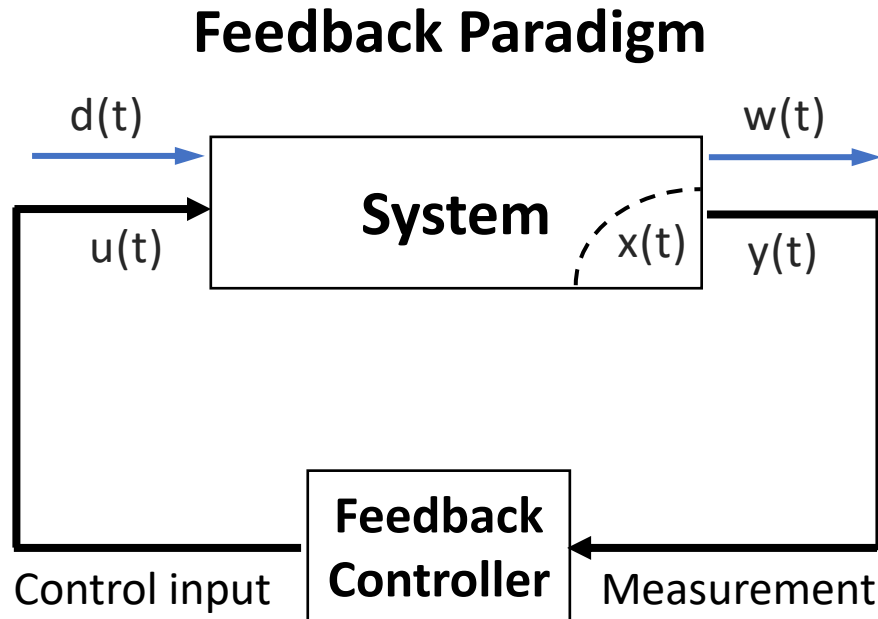 Feedback Paradigm
d(t)
w(t)
System
u(t)
x(t)
y(t)
Feedback
Controller
Control input
Measurement